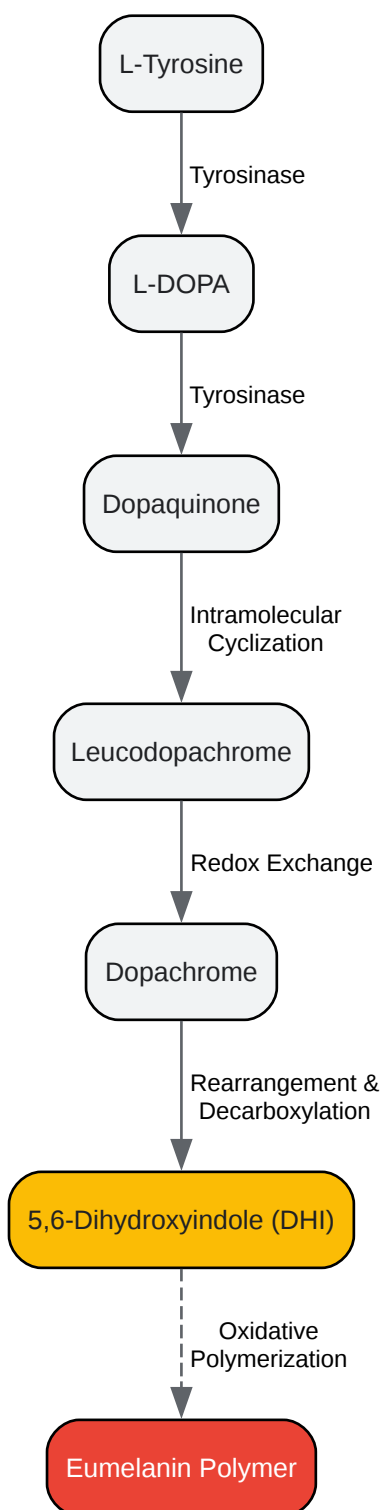 L-Tyrosine
Tyrosinase
L-DOPA
Tyrosinase
Dopaquinone
Intramolecular
Cyclization
Leucodopachrome
Redox Exchange
Dopachrome
Rearrangement &
Decarboxylation
5,6-Dihydroxyindole (DHI)
Oxidative
Polymerization
Eumelanin Polymer